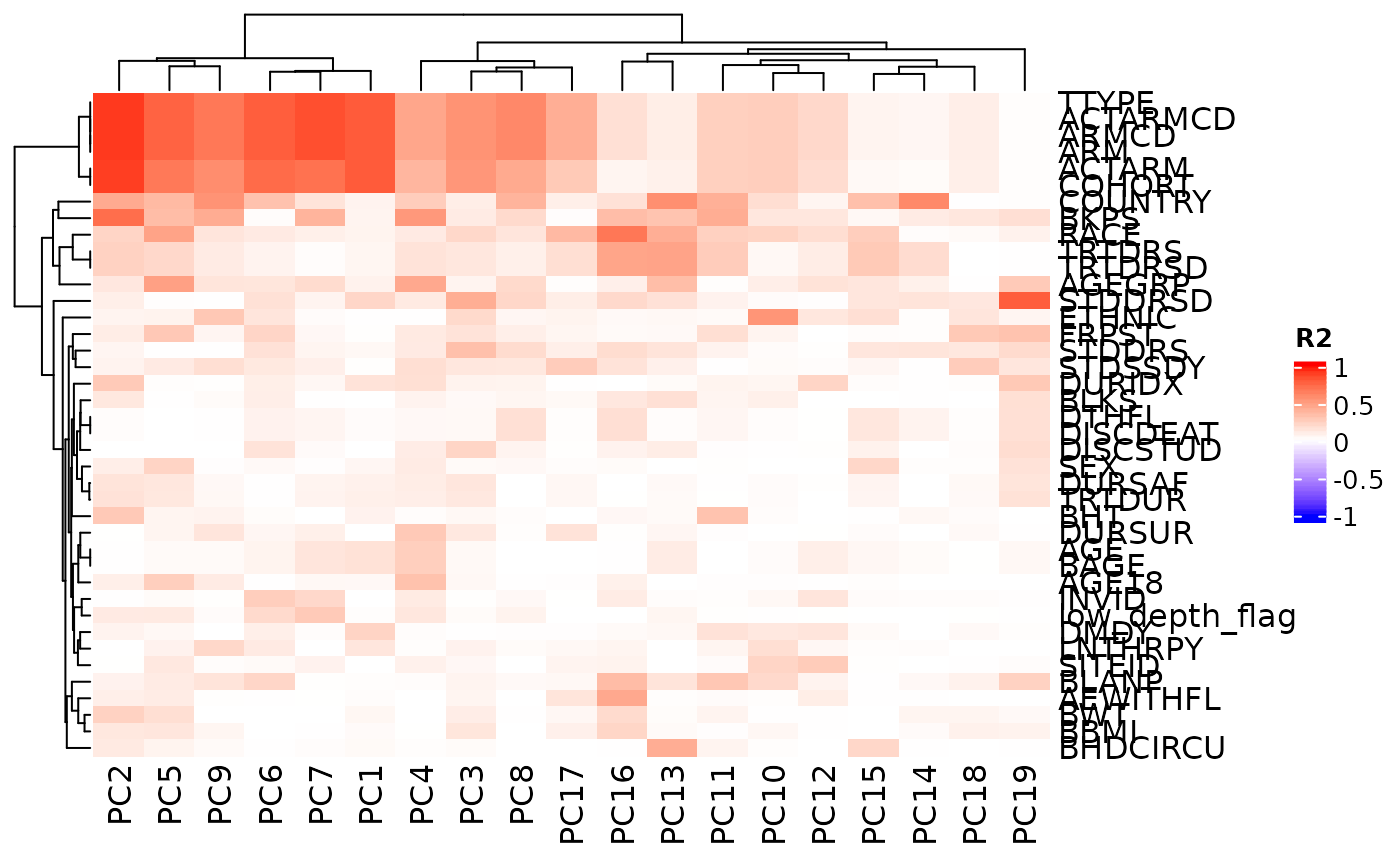 TTYPE
ACTARMCD
ARMCD
ARM
ACTARM
COHORT
COUNTRY
BKPS
RACE
TRTDRS
TRTDRSD
AGEGRP
STDDRSD
ETHNIC
ERPST
STDDRS
STDSSDY
DURIDX
BLKS
DTHFL
DISCDEAT
DISCSTUD
SEX
DURSAF
TRTDUR
BHT
DURSUR
AGE
BAGE
AGE18
INVID
low_depth_flag
DMDY
LNTHRPY
SITEID
BLANP
AEWITHFL
BWT
BBMI
BHDCIRCU
R2
1
0.5
0
-0.5
-1
PC2 PC5 PC9 PC6 PC7 PC1 PC4 PC3 PC8 PC17 PC16 PC13 PC11 PC10 PC12 PC15 PC14 PC18 PC19